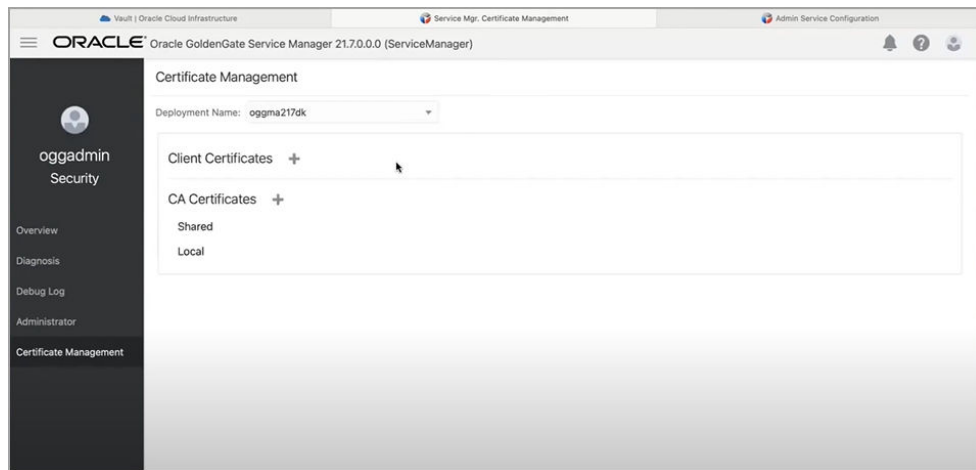 Vault | Oracle Cloud Infrastructure
Service Mgr. Certificate Management
Admin Service Configuration
ORACLE Oracle GoldenGate Service Manager 21.7.0.0.0 (ServiceManager)
oggadmin
Security
Overview
Diagnosis
Debug Log
Administrator
Certificate Management
Certificate Management
Deployment Name: oggma217dk
Client Certificates +
CA Certificates +
Shared
Local